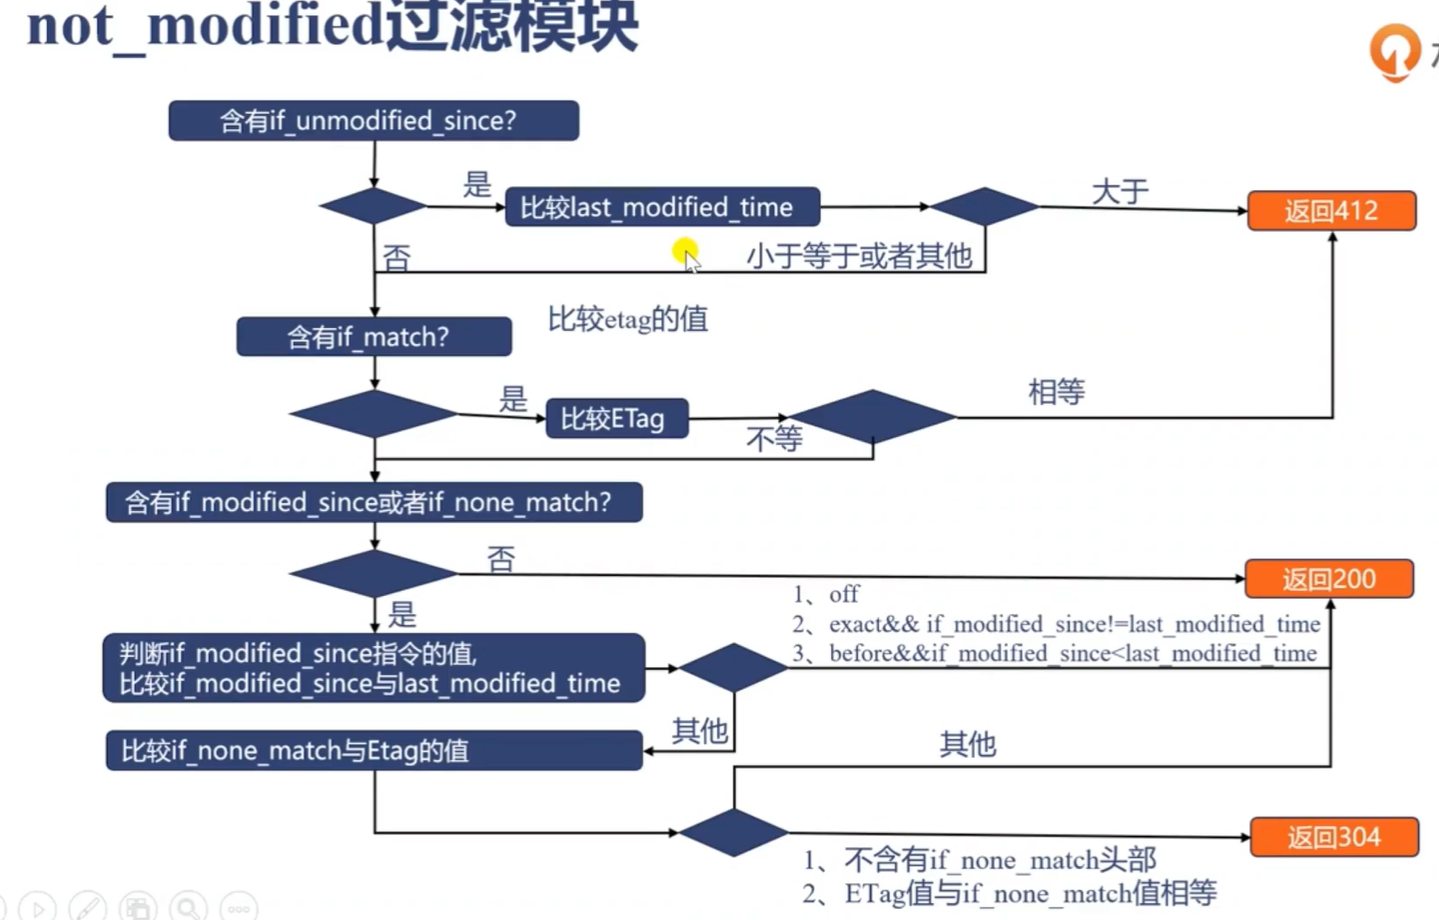 not_modified过滤模块
含有if_unmodified_since?
是
比较last_modified_time
大于
返回412
否
小于等于或者其他
比较etag的值
含有if_match?
是
比较ETag
不等
相等
含有if_modified_since或者if_none_match?
否
返回200
是
1、off
2、exact&& if_modified_since!=last_modified_time
3、before&&if_modified_since<last_modified_time
判断if_modified_since指令的值,
比较if_modified_since与last_modified_time
其他
比较if_none_match与Etag的值
其他
返回304
1、不含有if_none_match头部
2、ETag值与if_none_match值相等